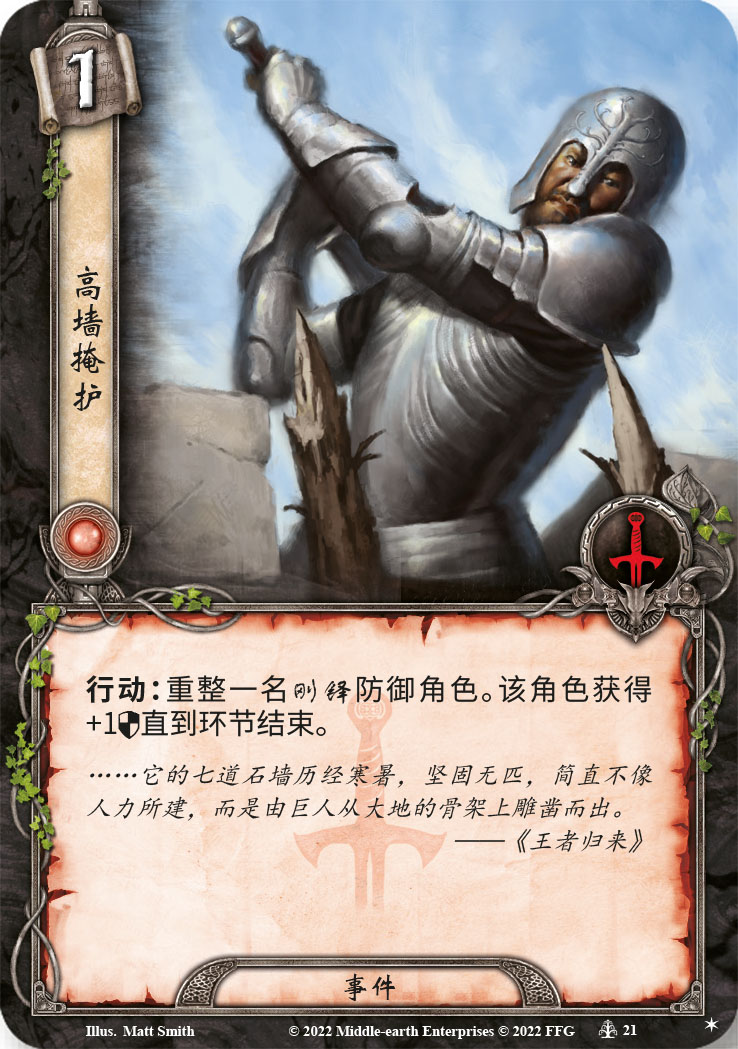 1
高墙掩护
行动：重整一名刚铎防御角色。该角色获得
+1直到环节结束。
……它的七道石墙历经寒暑，坚固无匹，简直不像
人力所建，而是由巨人从大地的骨架上雕凿而出。
——《王者归来》
事件
Illus. Matt Smith
© 2022 Middle-earth Enterprises © 2022 FFG
21